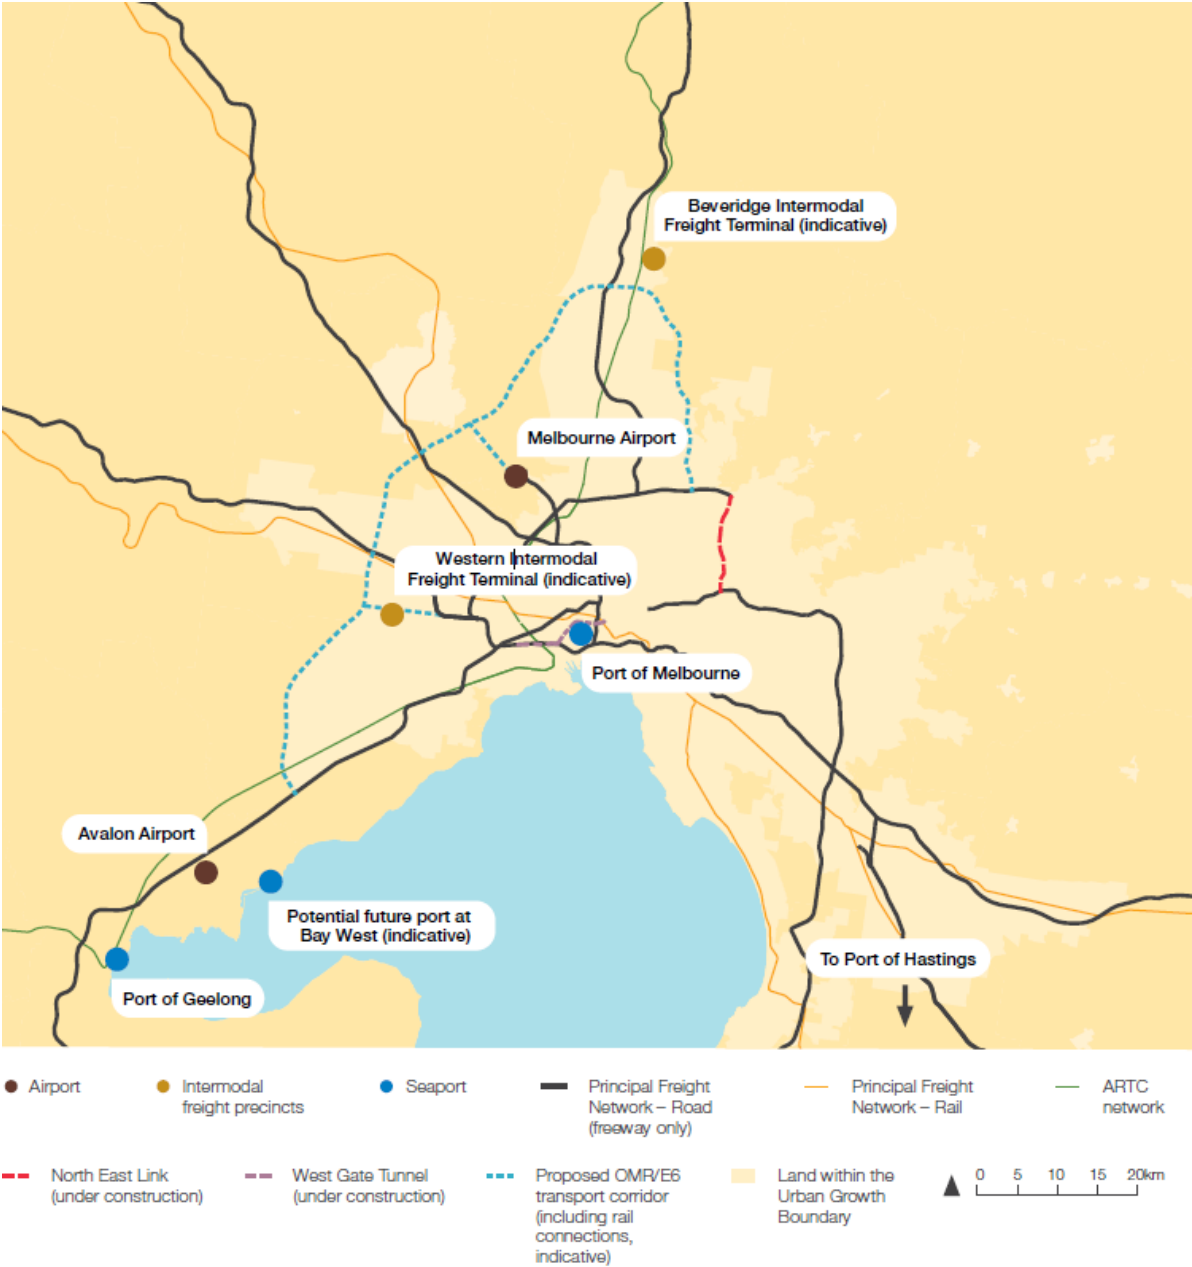 Beveridge Intermodal
Freight Terminal (indicative)
Melbourne Airport
Western Intermodal
Freight Terminal (indicative)
Port of Melbourne
Avalon Airport
Potential future port at
Bay West (indicative)
To Port of Hastings
Port of Geelong
Airport
Intermodal
freight precincts
Seaport
Principal Freight
Network – Road
(freeway only)
Principal Freight
Network – Rail
ARTC
network
North East Link
(under construction)
West Gate Tunnel
(under construction)
Proposed OMR/E6
transport corridor
(including rail
connections,
indicative)
Land within the
Urban Growth
Boundary
0 5 10 15 20km